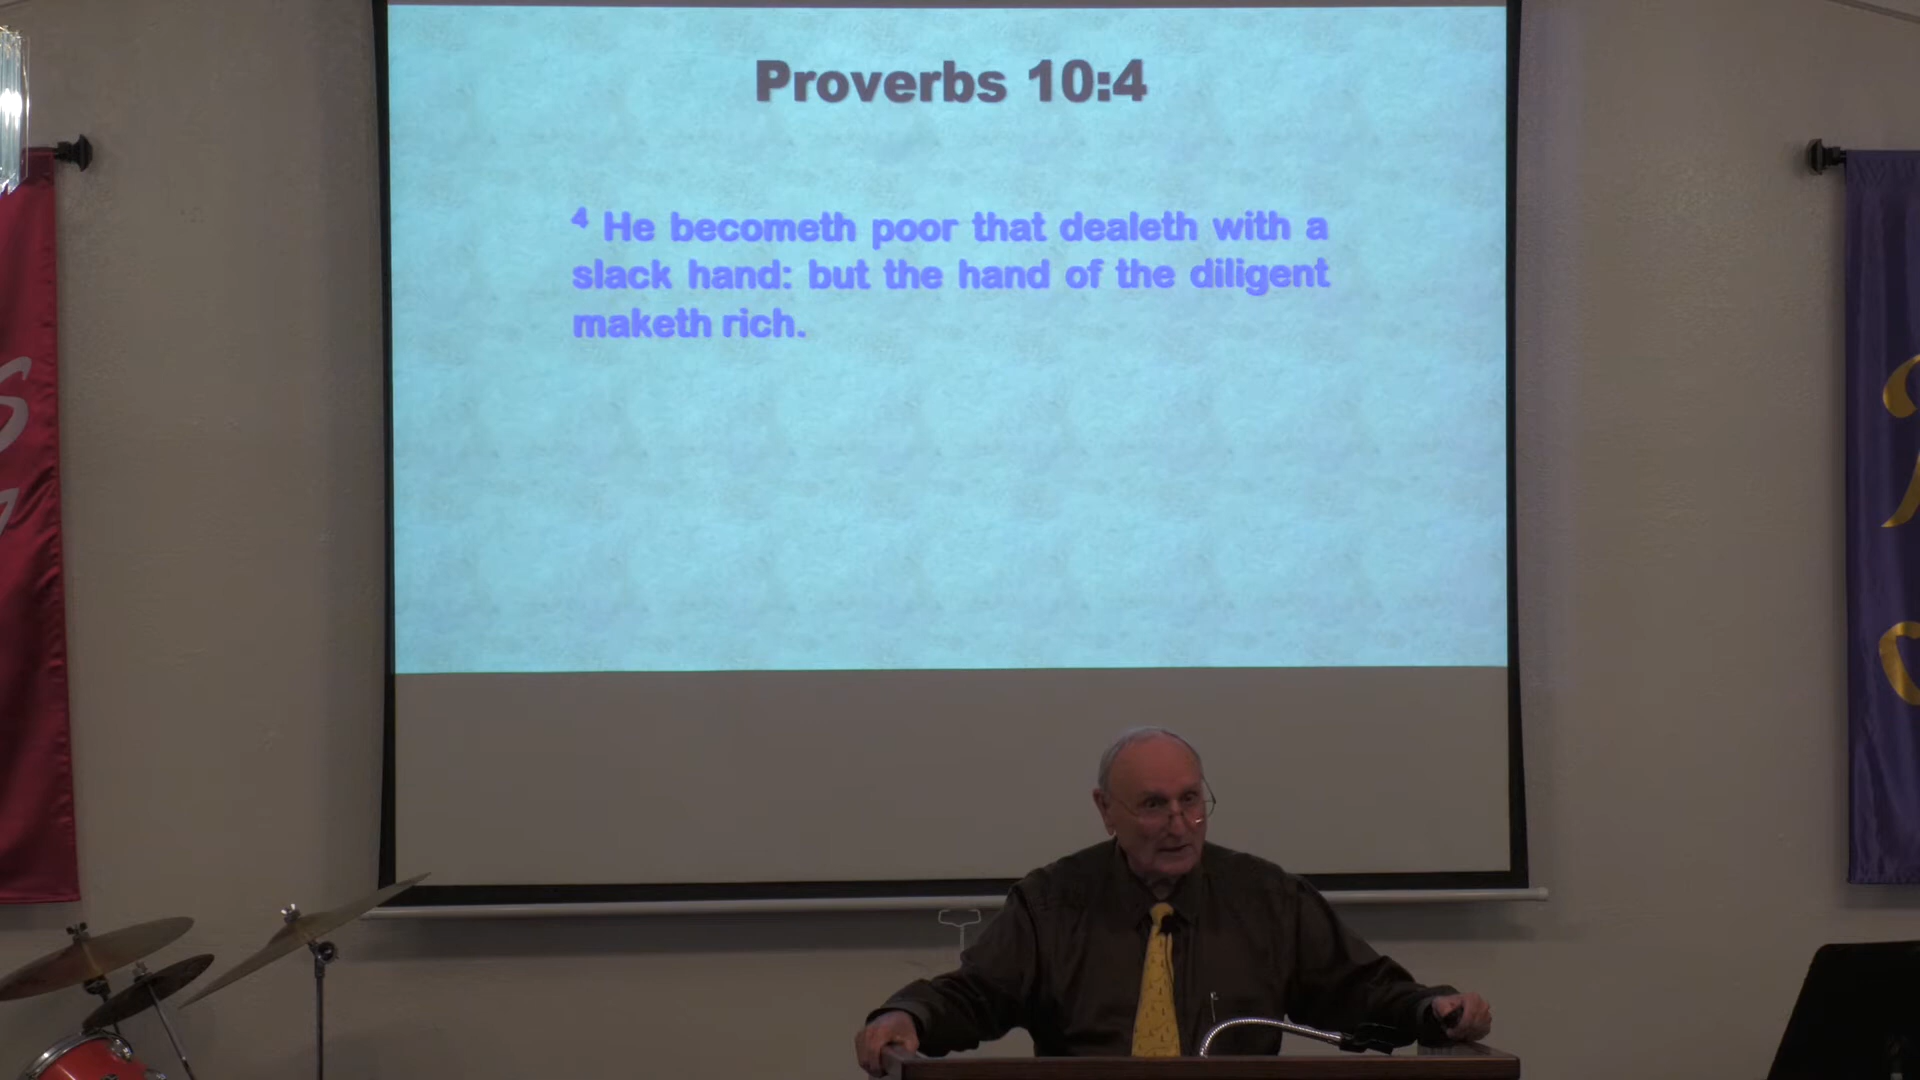 Proverbs 10:4
4 He becometh poor that dealeth with a
slack hand: but the hand of the diligent
maketh rich.